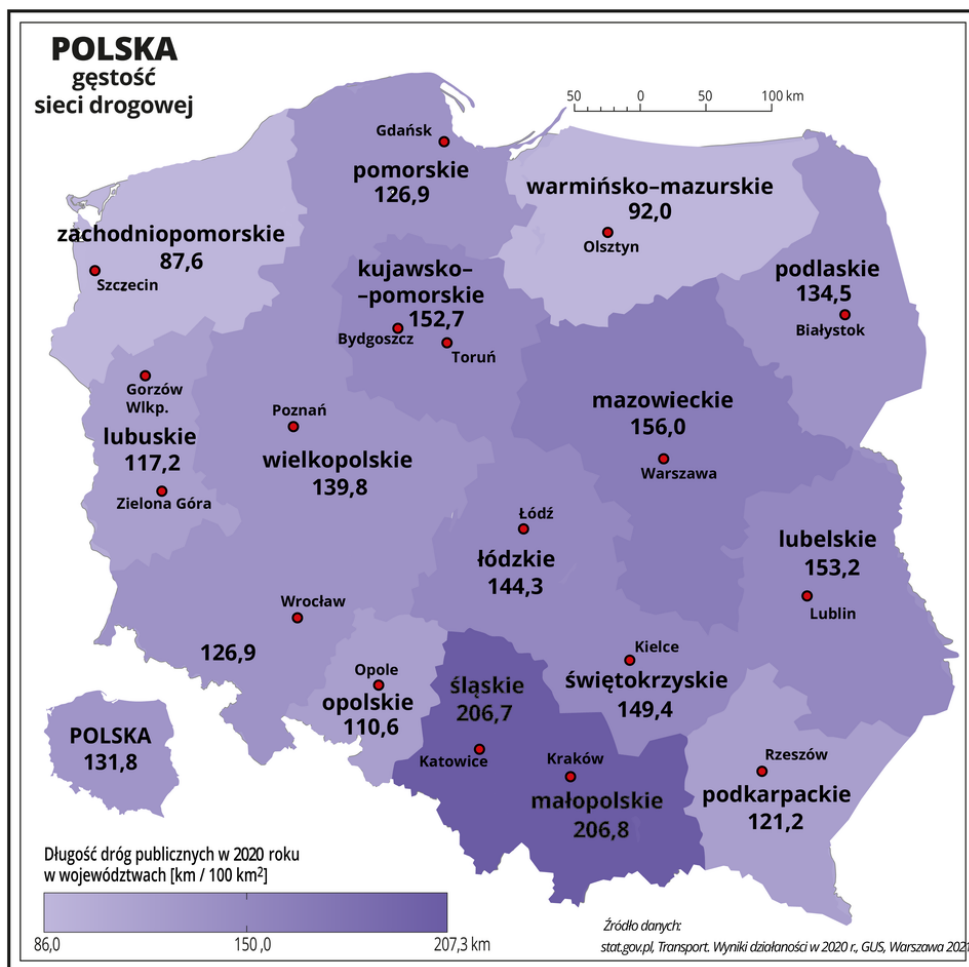 POLSKA
gęstość
sieci drogowej
50 0 50 100 km
Gdańsk
pomorskie
126,9
warmińsko–mazurskie
92,0
Olsztyn
zachodniopomorskie
87,6
Szczecin
kujawsko–
–pomorskie
152,7
Bydgoszcz
Toruń
podlaskie
134,5
Białystok
Gorzów
Wlkp.
lubuskie
117,2
Zielona Góra
Poznań
wielkopolskie
139,8
mazowieckie
156,0
Warszawa
Łódź
łódzkie
144,3
lubelskie
153,2
Lublin
Wrocław
126,9
Opole
opolskie
110,6
śląskie
206,7
Katowice
Kielce
świętokrzyskie
149,4
Kraków
małopolskie
206,8
Rzeszów
podkarpackie
121,2
POLSKA
131,8
Długość dróg publicznych w 2020 roku
w województwach [km / 100 km²]
86,0 150,0 207,3 km
Źródło danych:
stat.gov.pl, Transport. Wyniki działaności w 2020 r., GUS, Warszawa 2021